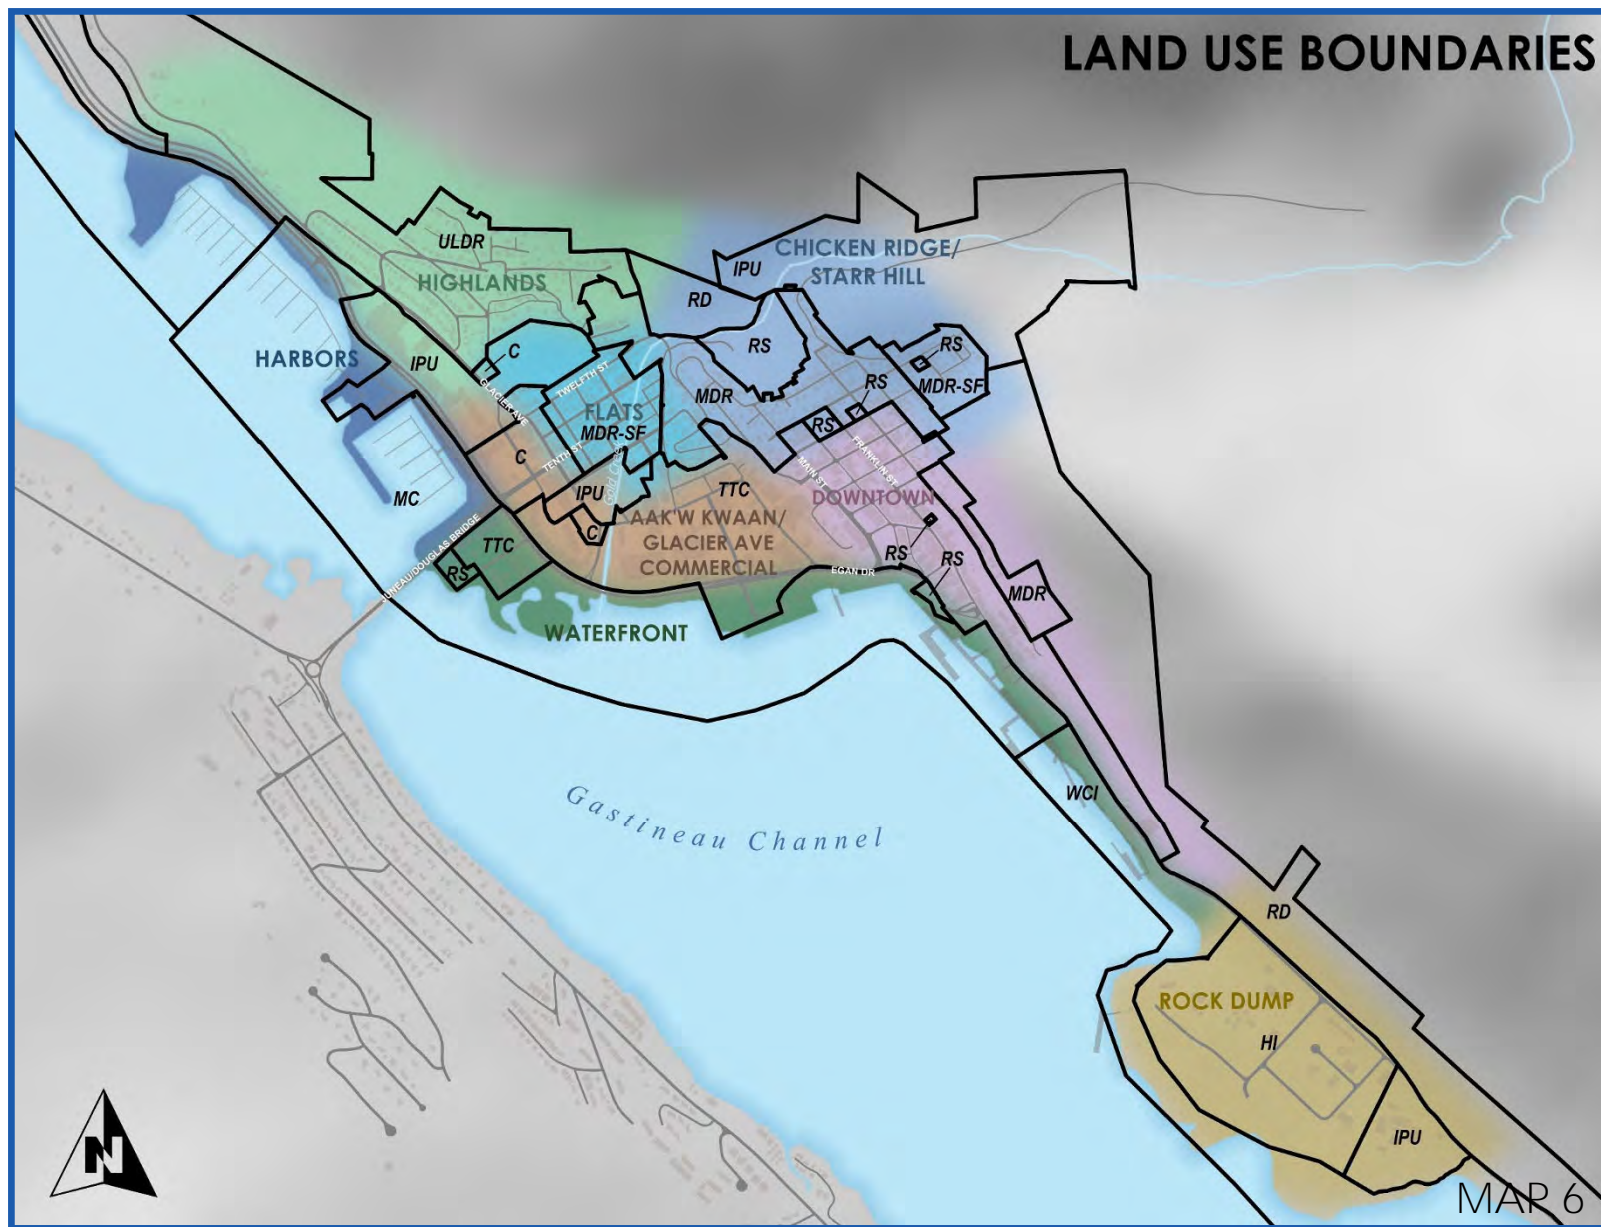 LAND USE BOUNDARIES
ULDR
HIGHLANDS
CHICKEN RIDGE/
STARR HILL
IPU
RD
RS
HARBORS
IPU
C
GLACIER AVE
TWELFTH ST
FLATS
MDR-SF
TENTH ST
MDR
RS
MDR-SF
RS
RS
C
IPU
C
TTC
AAK'W KWAAN/
GLACIER AVE
COMMERCIAL
MAIN ST
FRANKLIN ST
DOWNTOWN
MC
JUNEAU/DOUGLAS BRIDGE
TTC
RS
EGAN DR
RS
RS
MDR
WATERFRONT
WCI
Gastineau Channel
RD
ROCK DUMP
HI
IPU
N
MAP 6